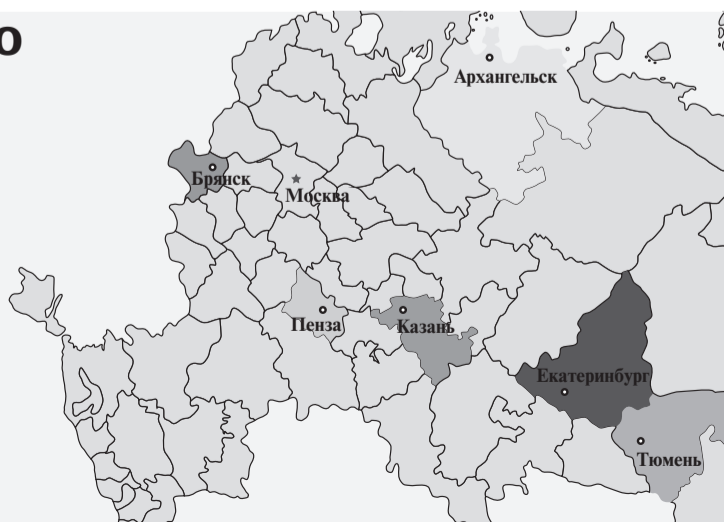 о
Архангельск
Брянск
Москва
Пенза
Казань
Екатеринбург
Тюмень